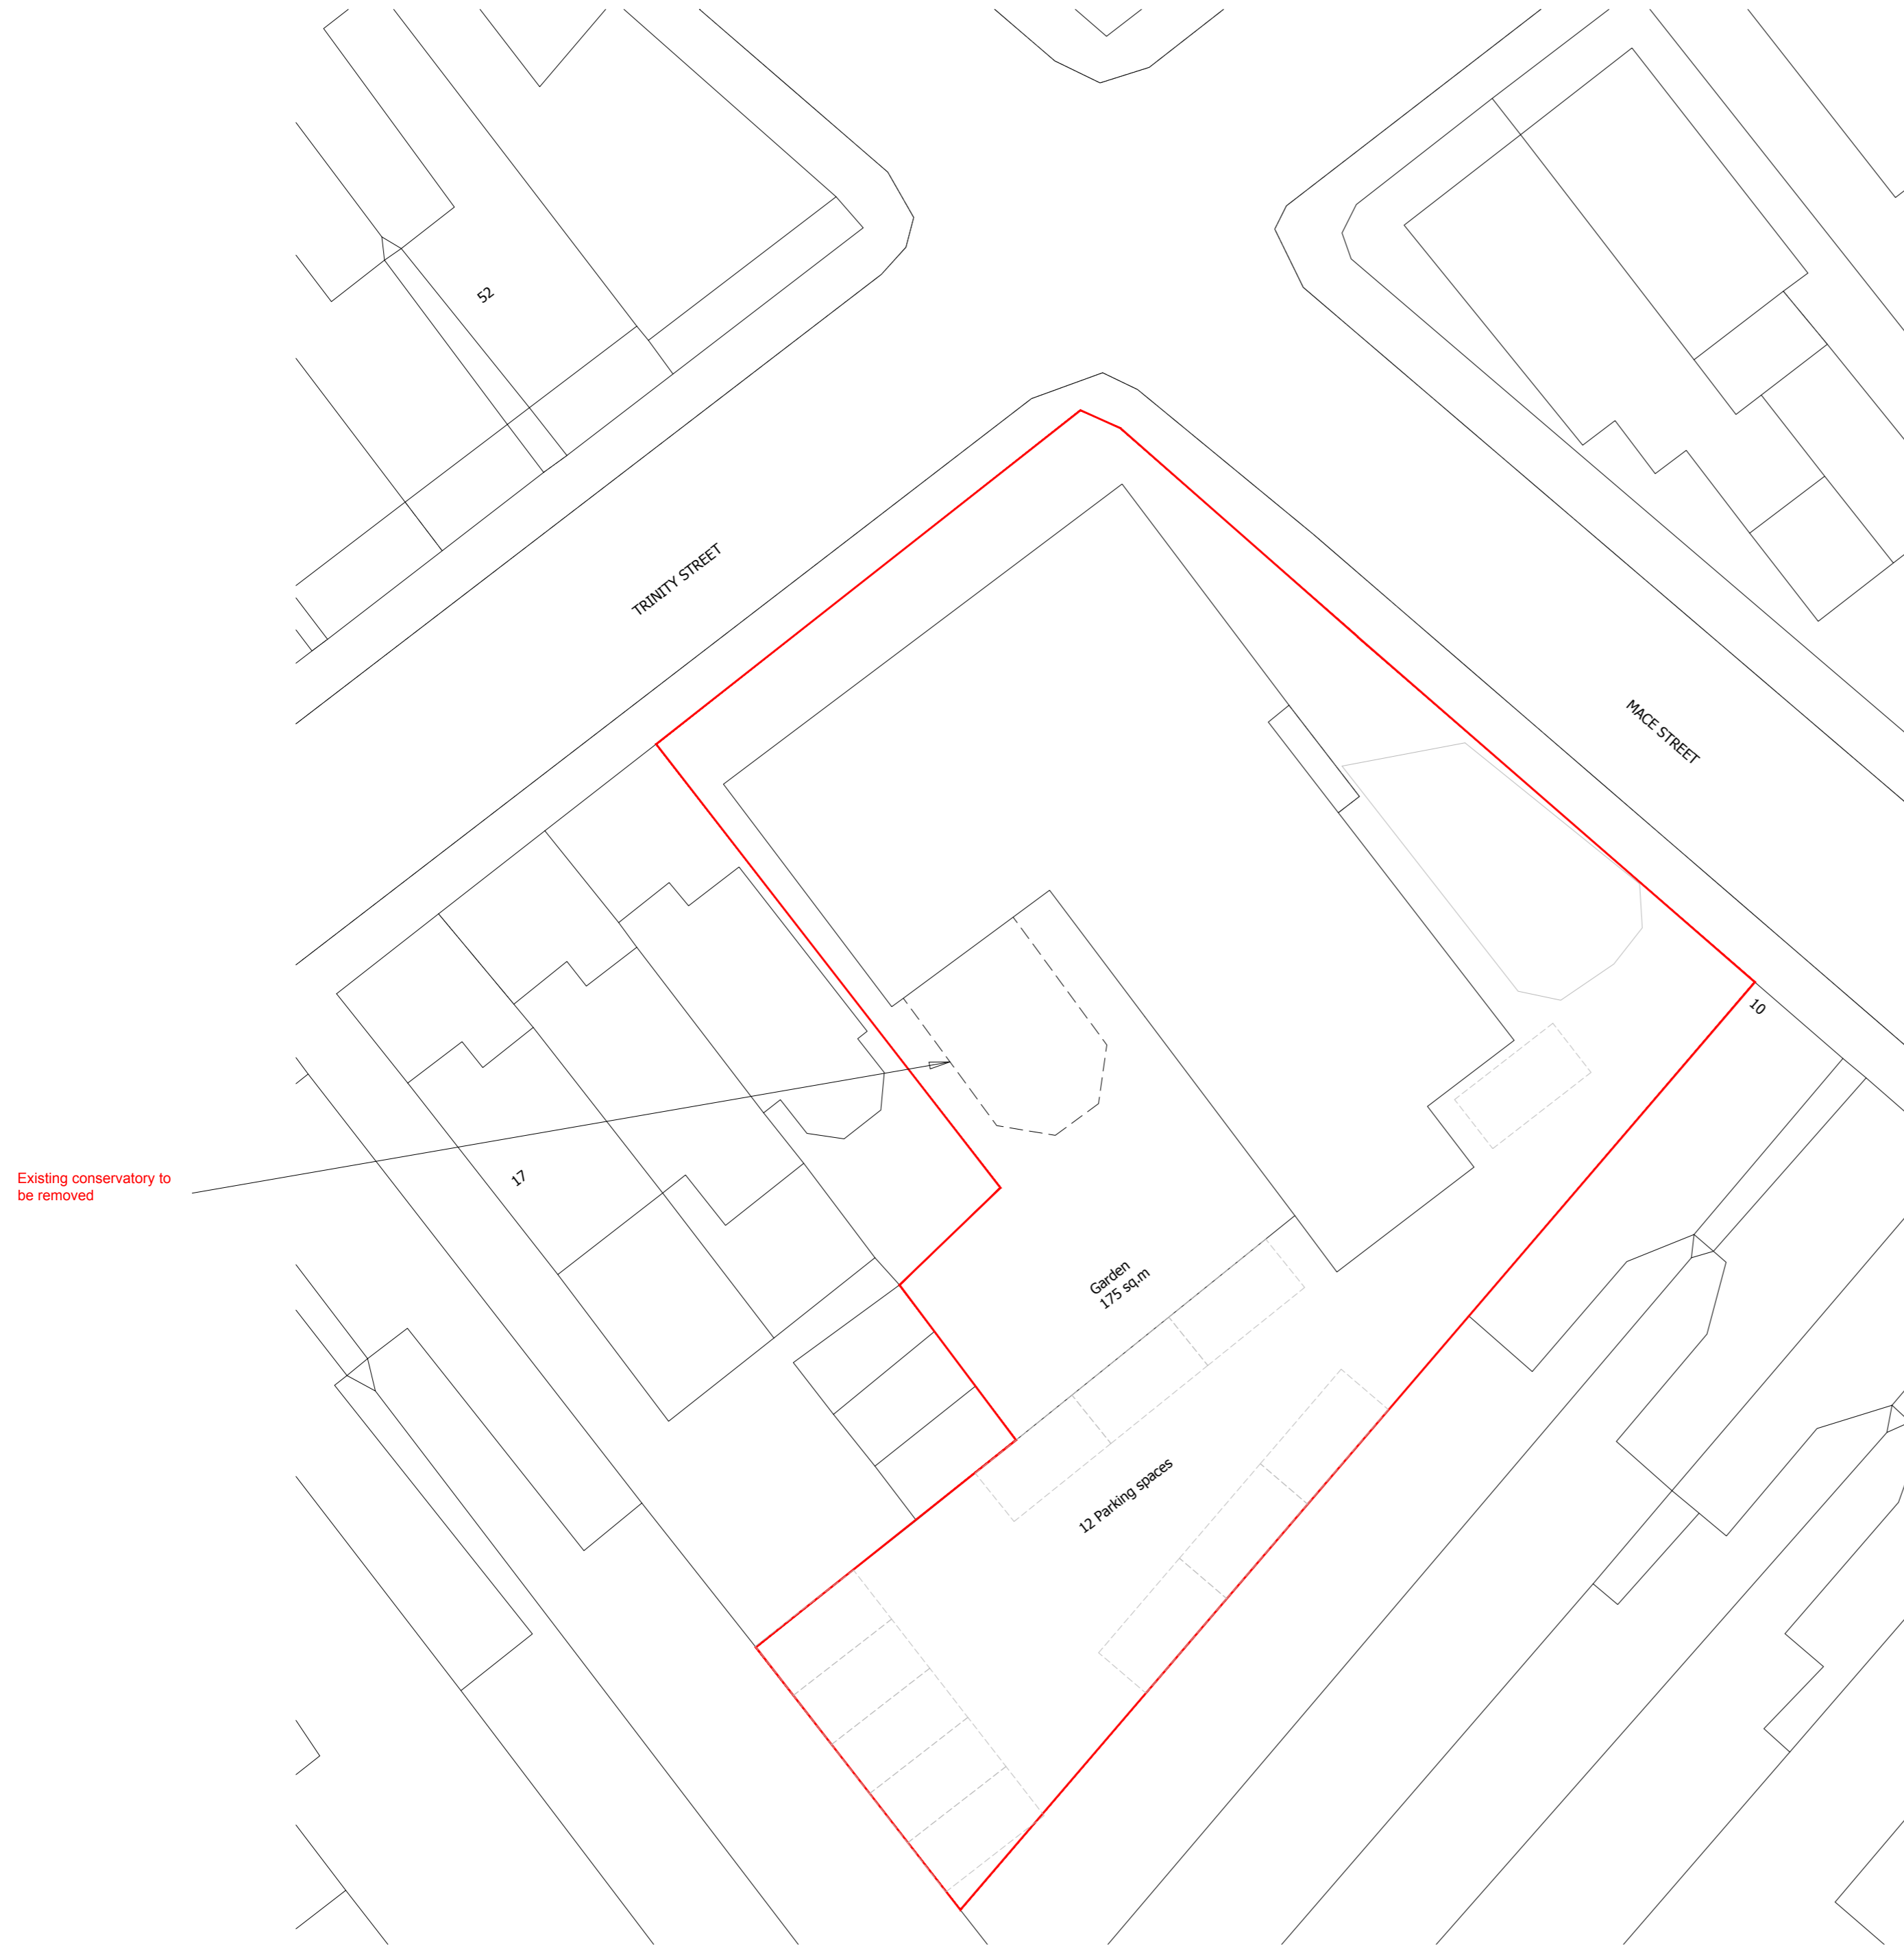 52
TRINITY STREET
MACE STREET
10
Existing conservatory to
be removed
17
Garden
175 sq.m
12 Parking spaces